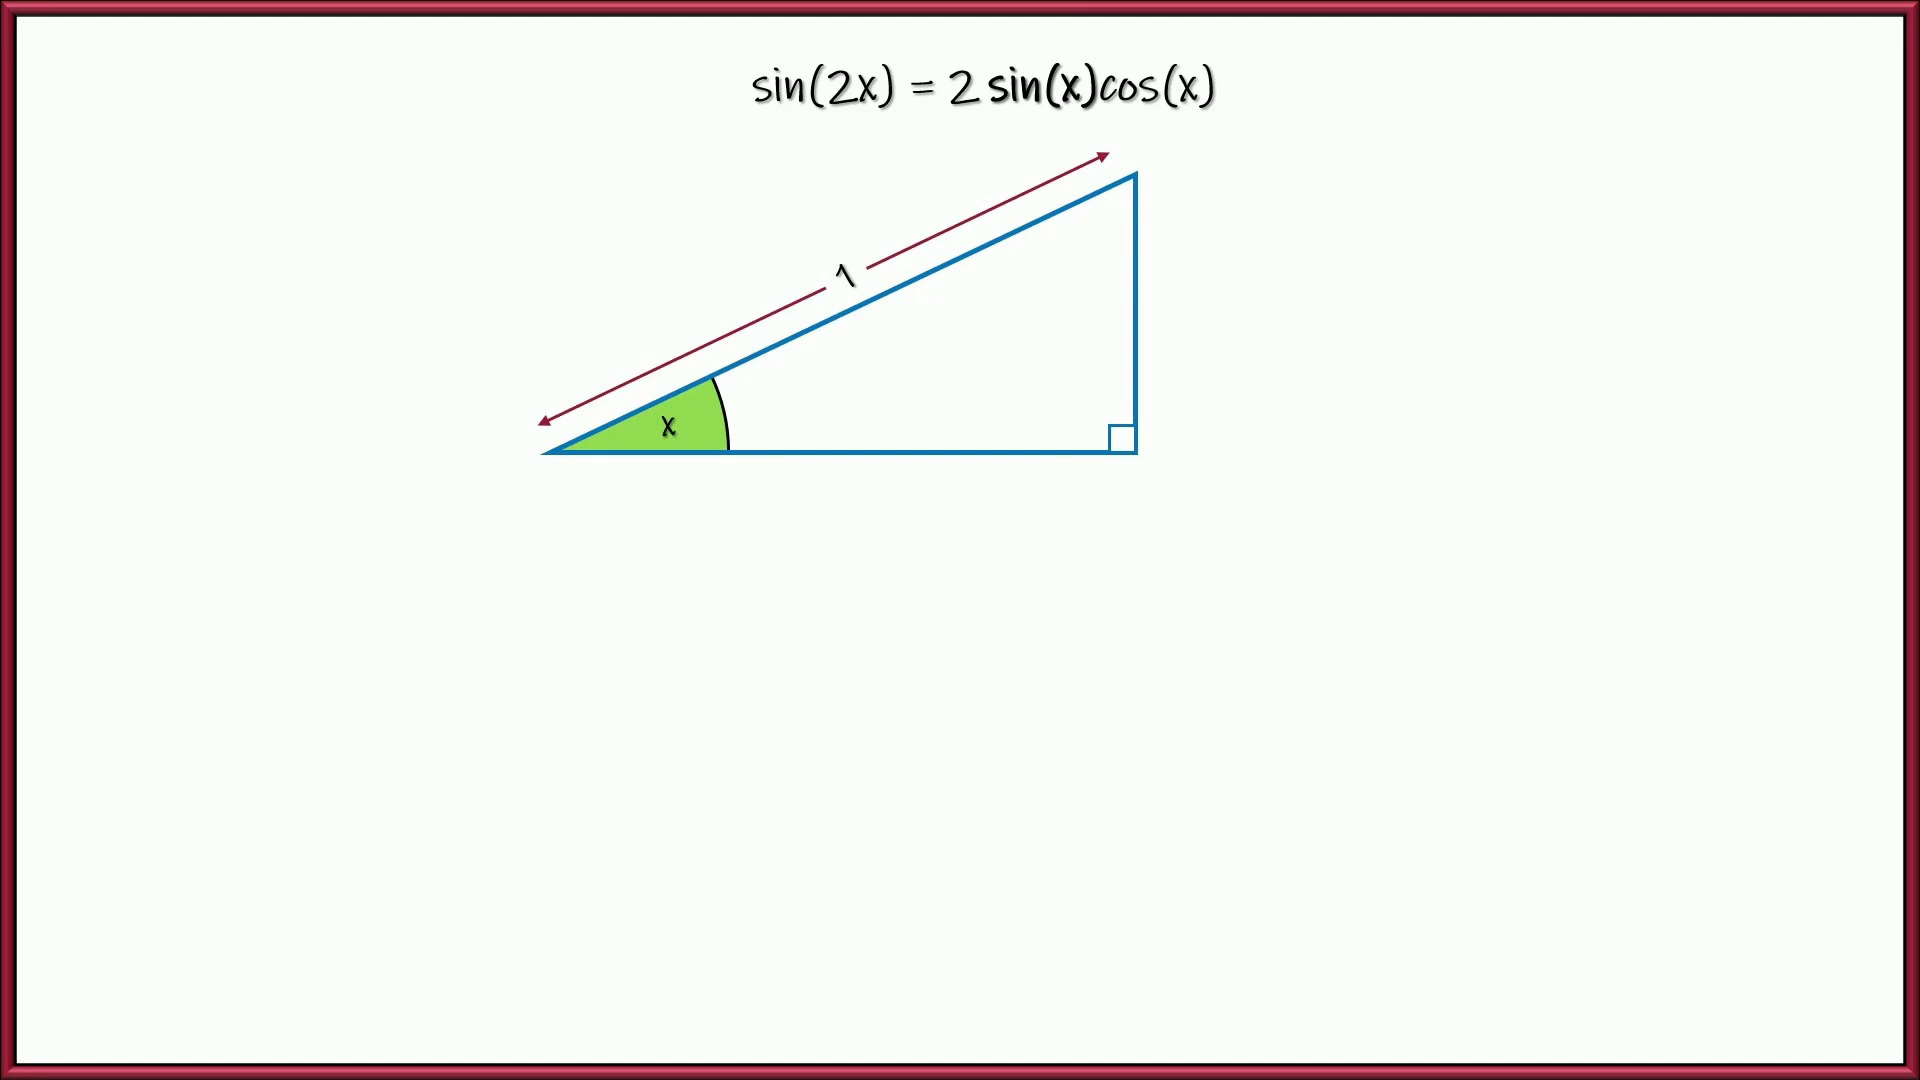 sin(2x) = 2 sin(x)cos(x)
1
x